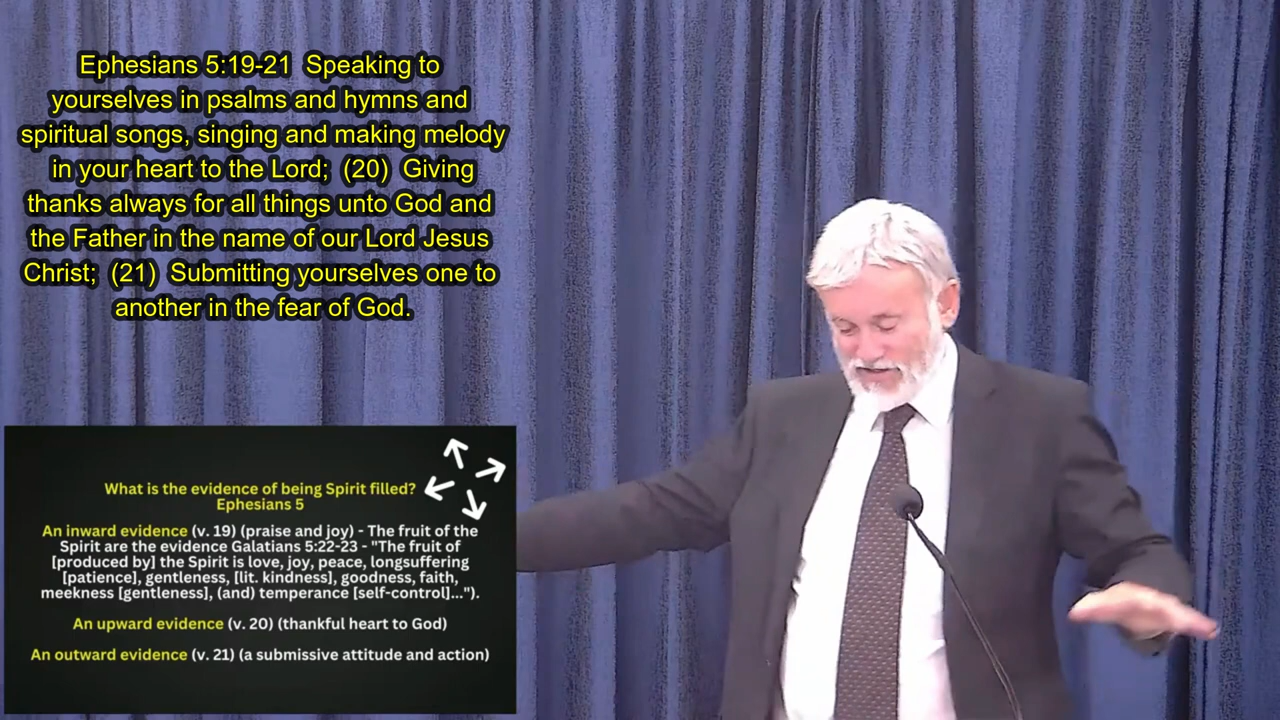 Ephesians 5:19-21  Speaking to
yourselves in psalms and hymns and
spiritual songs, singing and making melody
in your heart to the Lord;  (20)  Giving
thanks always for all things unto God and
the Father in the name of our Lord Jesus
Christ;  (21)  Submitting yourselves one to
another in the fear of God.
What is the evidence of being Spirit filled?
Ephesians 5
An inward evidence (v. 19) (praise and joy) - The fruit of the
Spirit are the evidence Galatians 5:22-23 - "The fruit of
[produced by] the Spirit is love, joy, peace, longsuffering
[patience], gentleness, [lit. kindness], goodness, faith,
meekness [gentleness], (and) temperance [self-control]...").
An upward evidence (v. 20) (thankful heart to God)
An outward evidence (v. 21) (a submissive attitude and action)